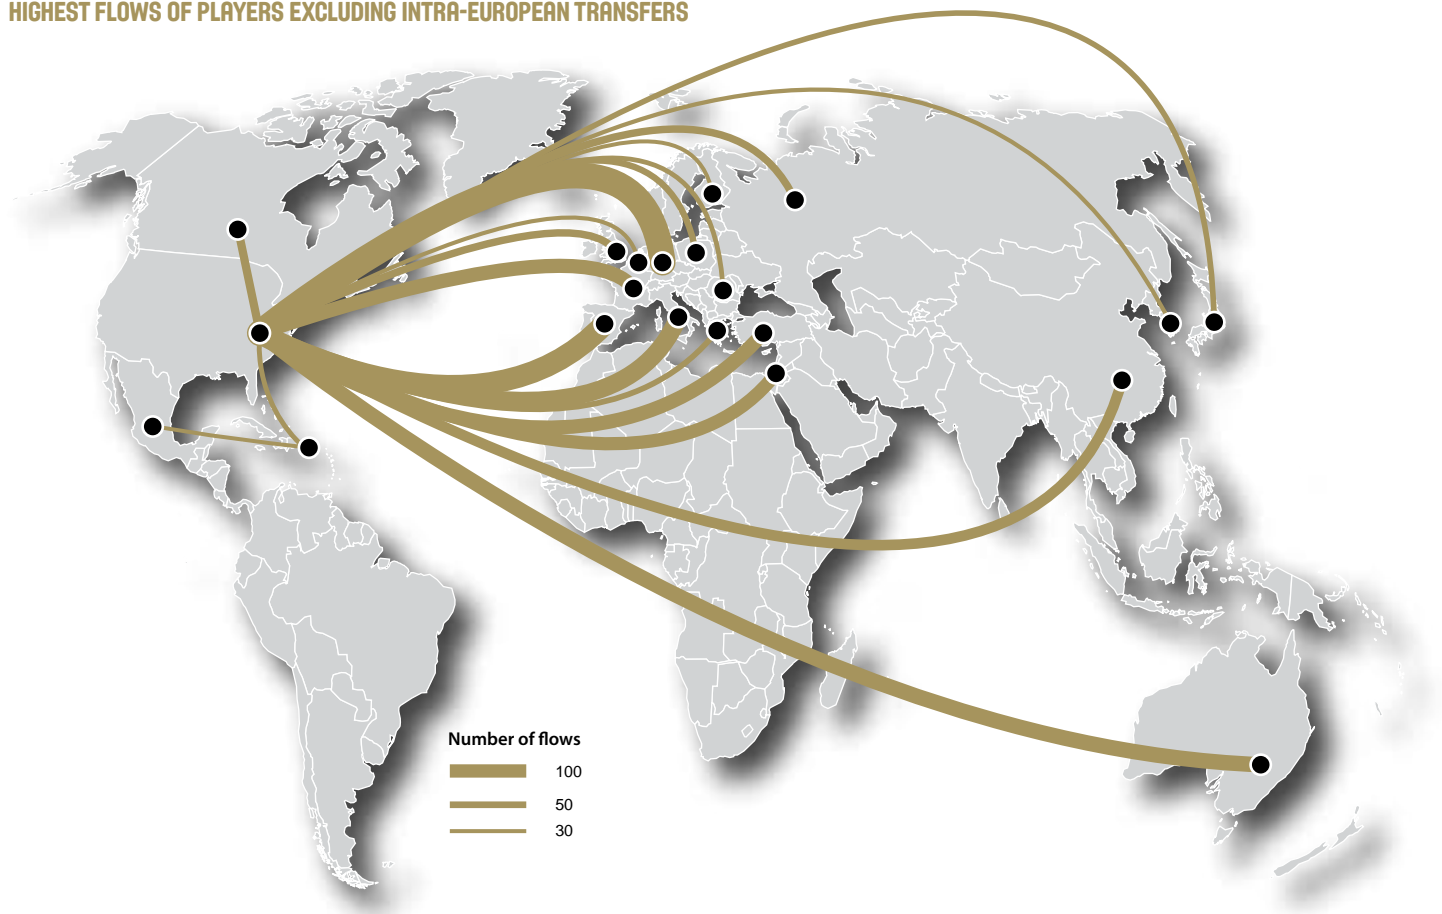 HIGHEST FLOWS OF PLAYERS EXCLUDING INTRA-EUROPEAN TRANSFERS
Number of flows
100
50
30